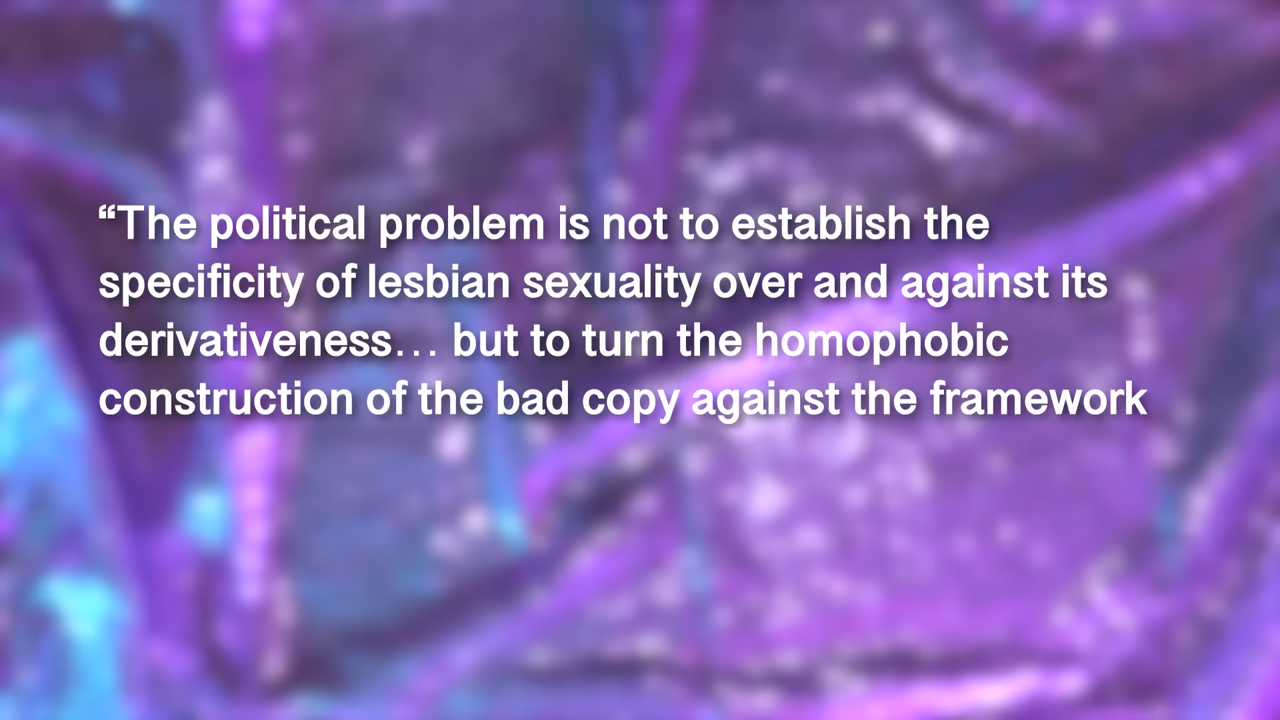 “The political problem is not to establish the
specificity of lesbian sexuality over and against its
derivativeness… but to turn the homophobic
construction of the bad copy against the framework